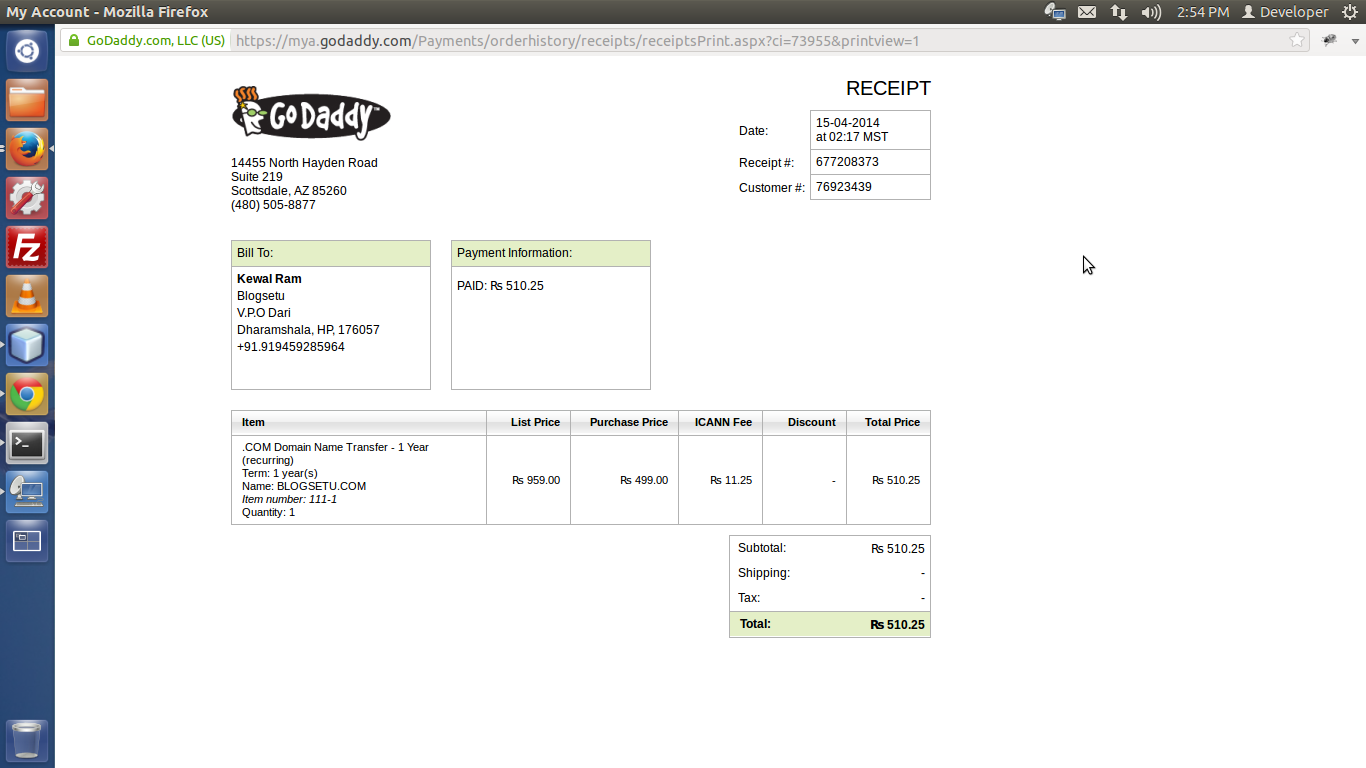 My Account - Mozilla Firefox
2:54 PM
Developer
GoDaddy.com, LLC (US)
https://mya.godaddy.com/Payments/orderhistory/receipts/receiptsPrint.aspx?ci=73955&printview=1
Go Daddy™
RECEIPT
Date: 15-04-2014
at 02:17 MST
Receipt #: 677208373
Customer #: 76923439
14455 North Hayden Road
Suite 219
Scottsdale, AZ 85260
(480) 505-8877
Bill To:
Kewal Ram
Blogsetu
V.P.O Dari
Dharamshala, HP, 176057
+91.919459285964
Payment Information:
PAID: ₨ 510.25
Item List Price Purchase Price ICANN Fee Discount Total Price
.COM Domain Name Transfer - 1 Year
(recurring)
Term: 1 year(s)
Name: BLOGSETU.COM
Item number: 111-1
Quantity: 1
₨ 959.00 ₨ 499.00 ₨ 11.25 - ₨ 510.25
Subtotal: ₨ 510.25
Shipping: -
Tax: -
Total: ₨ 510.25
Fz
>_